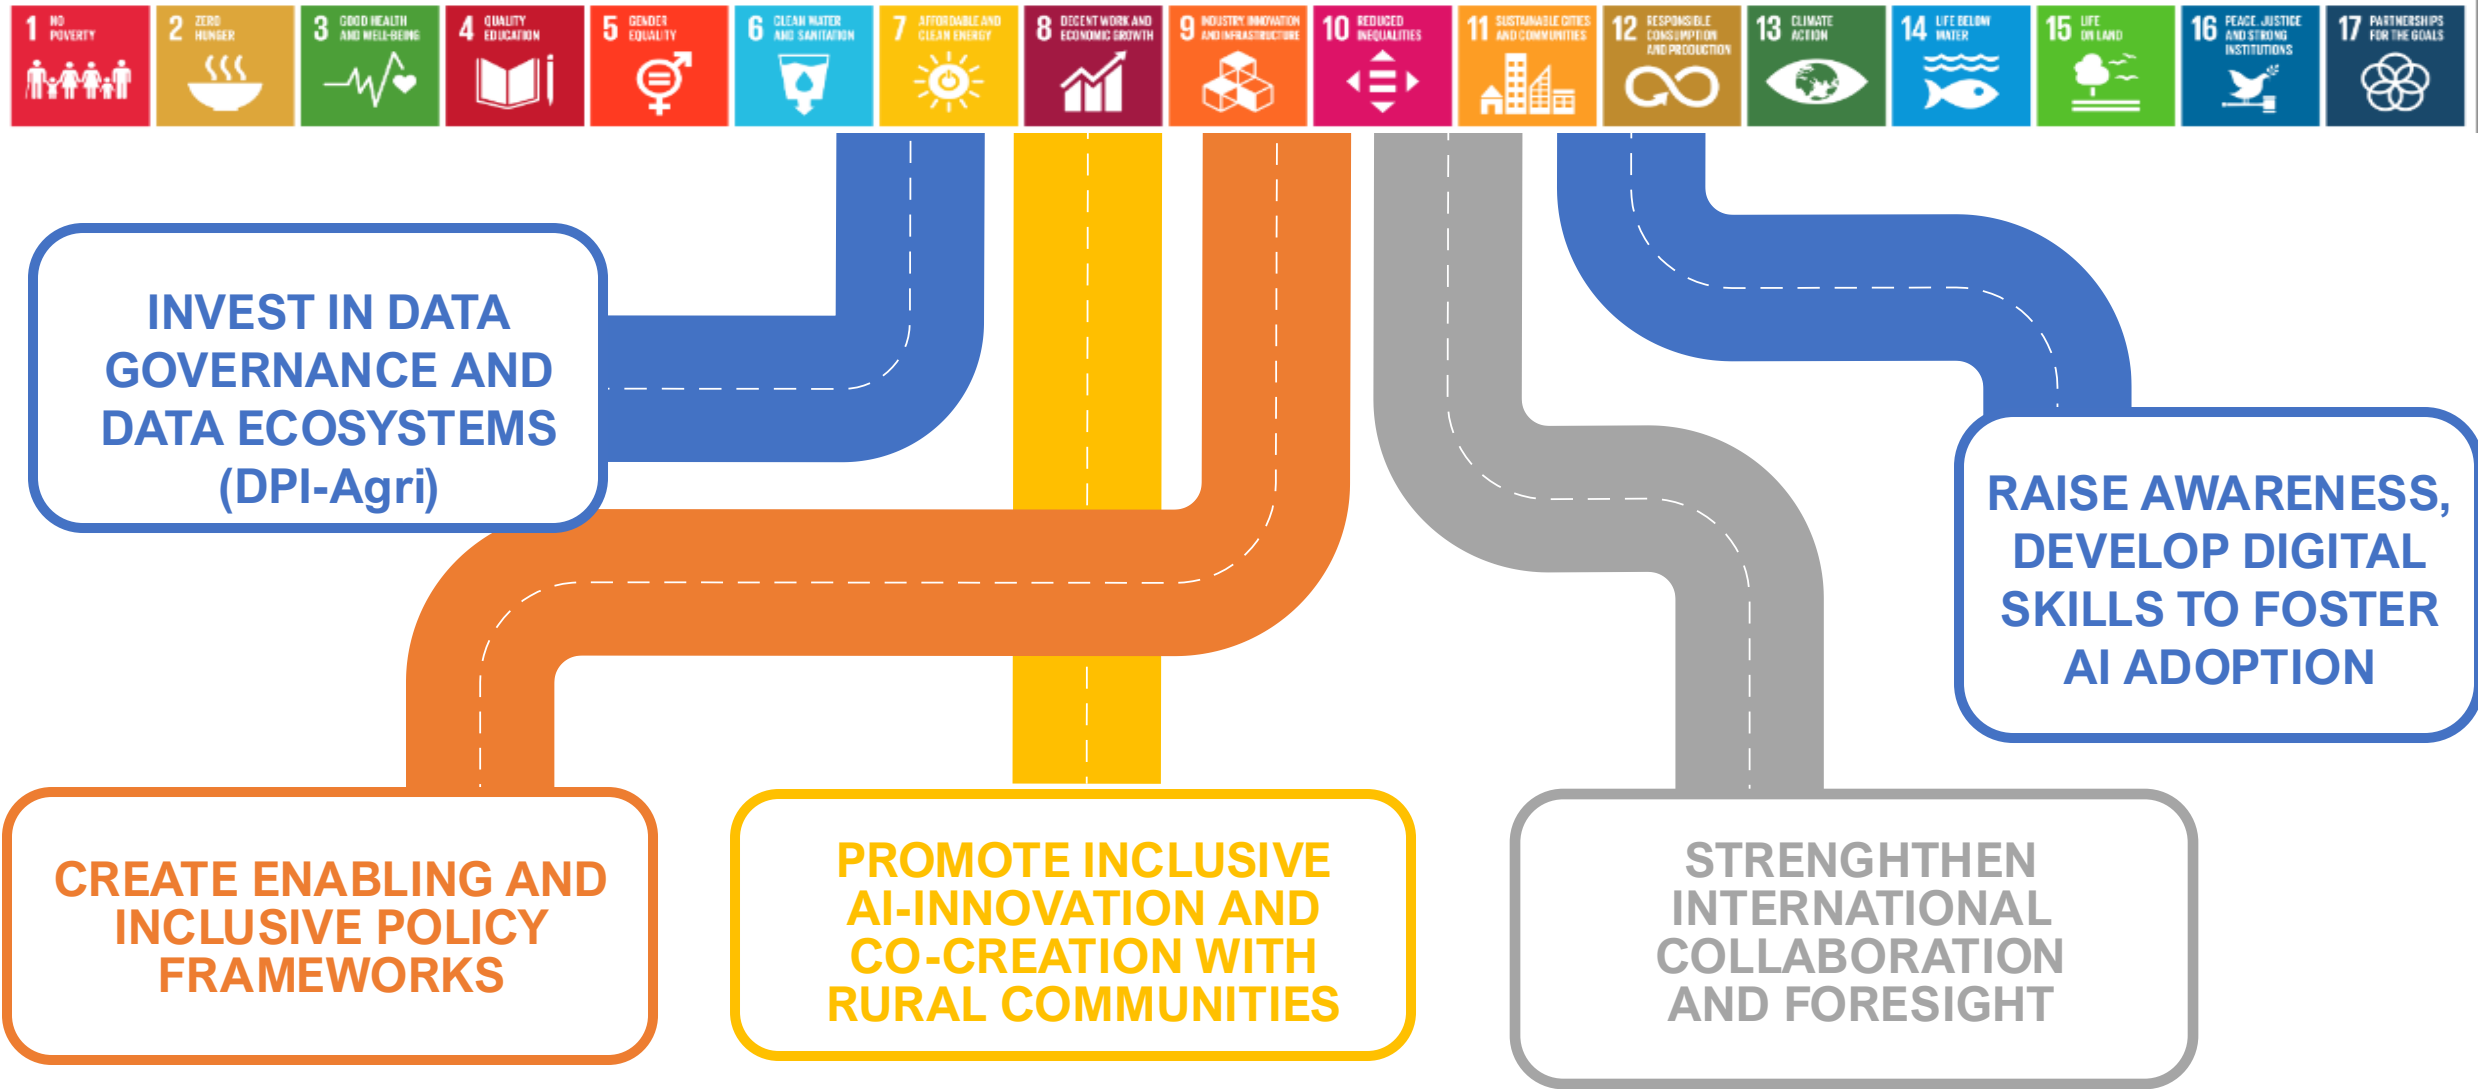 1 NO
POVERTY
2 ZERO
HUNGER
3 GOOD HEALTH
AND WELL-BEING
4 QUALITY
EDUCATION
5 GENDER
EQUALITY
6 CLEAN WATER
AND SANITATION
7 AFFORDABLE AND
CLEAN ENERGY
8 DECENT WORK AND
ECONOMIC GROWTH
9 INDUSTRY, INNOVATION
AND INFRASTRUCTURE
10 REDUCED
INEQUALITIES
11 SUSTAINABLE CITIES
AND COMMUNITIES
12 RESPONSIBLE
CONSUMPTION
AND PRODUCTION
13 CLIMATE
ACTION
14 LIFE BELOW
WATER
15 LIFE
ON LAND
16 PEACE, JUSTICE
AND STRONG
INSTITUTIONS
17 PARTNERSHIPS
FOR THE GOALS
INVEST IN DATA
GOVERNANCE AND
DATA ECOSYSTEMS
(DPI-Agri)
RAISE AWARENESS,
DEVELOP DIGITAL
SKILLS TO FOSTER
AI ADOPTION
CREATE ENABLING AND
INCLUSIVE POLICY
FRAMEWORKS
PROMOTE INCLUSIVE
AI-INNOVATION AND
CO-CREATION WITH
RURAL COMMUNITIES
STRENGHTHEN
INTERNATIONAL
COLLABORATION
AND FORESIGHT